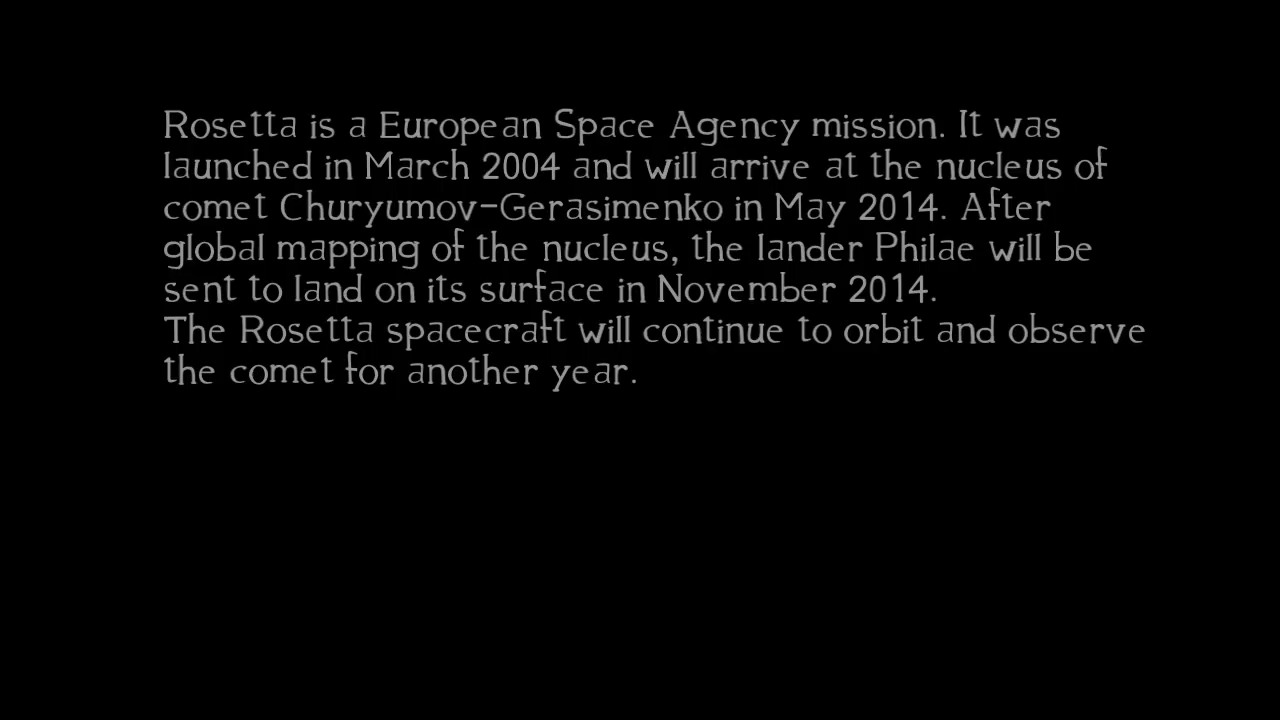 Rosetta is a European Space Agency mission. It was
launched in March 2004 and will arrive at the nucleus of
comet Churyumov-Gerasimenko in May 2014. After
global mapping of the nucleus, the lander Philae will be
sent to land on its surface in November 2014.
The Rosetta spacecraft will continue to orbit and observe
the comet for another year.